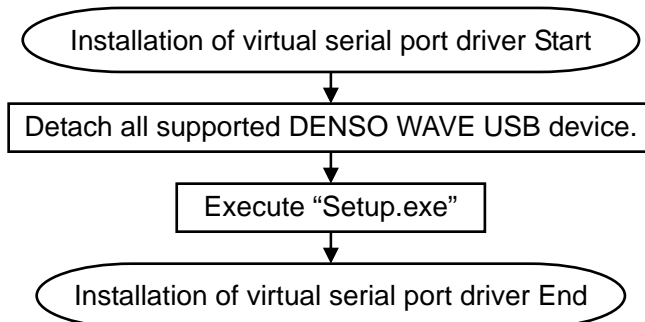 Installation of virtual serial port driver Start
Detach all supported DENSO WAVE USB device.
Execute “Setup.exe”
Installation of virtual serial port driver End